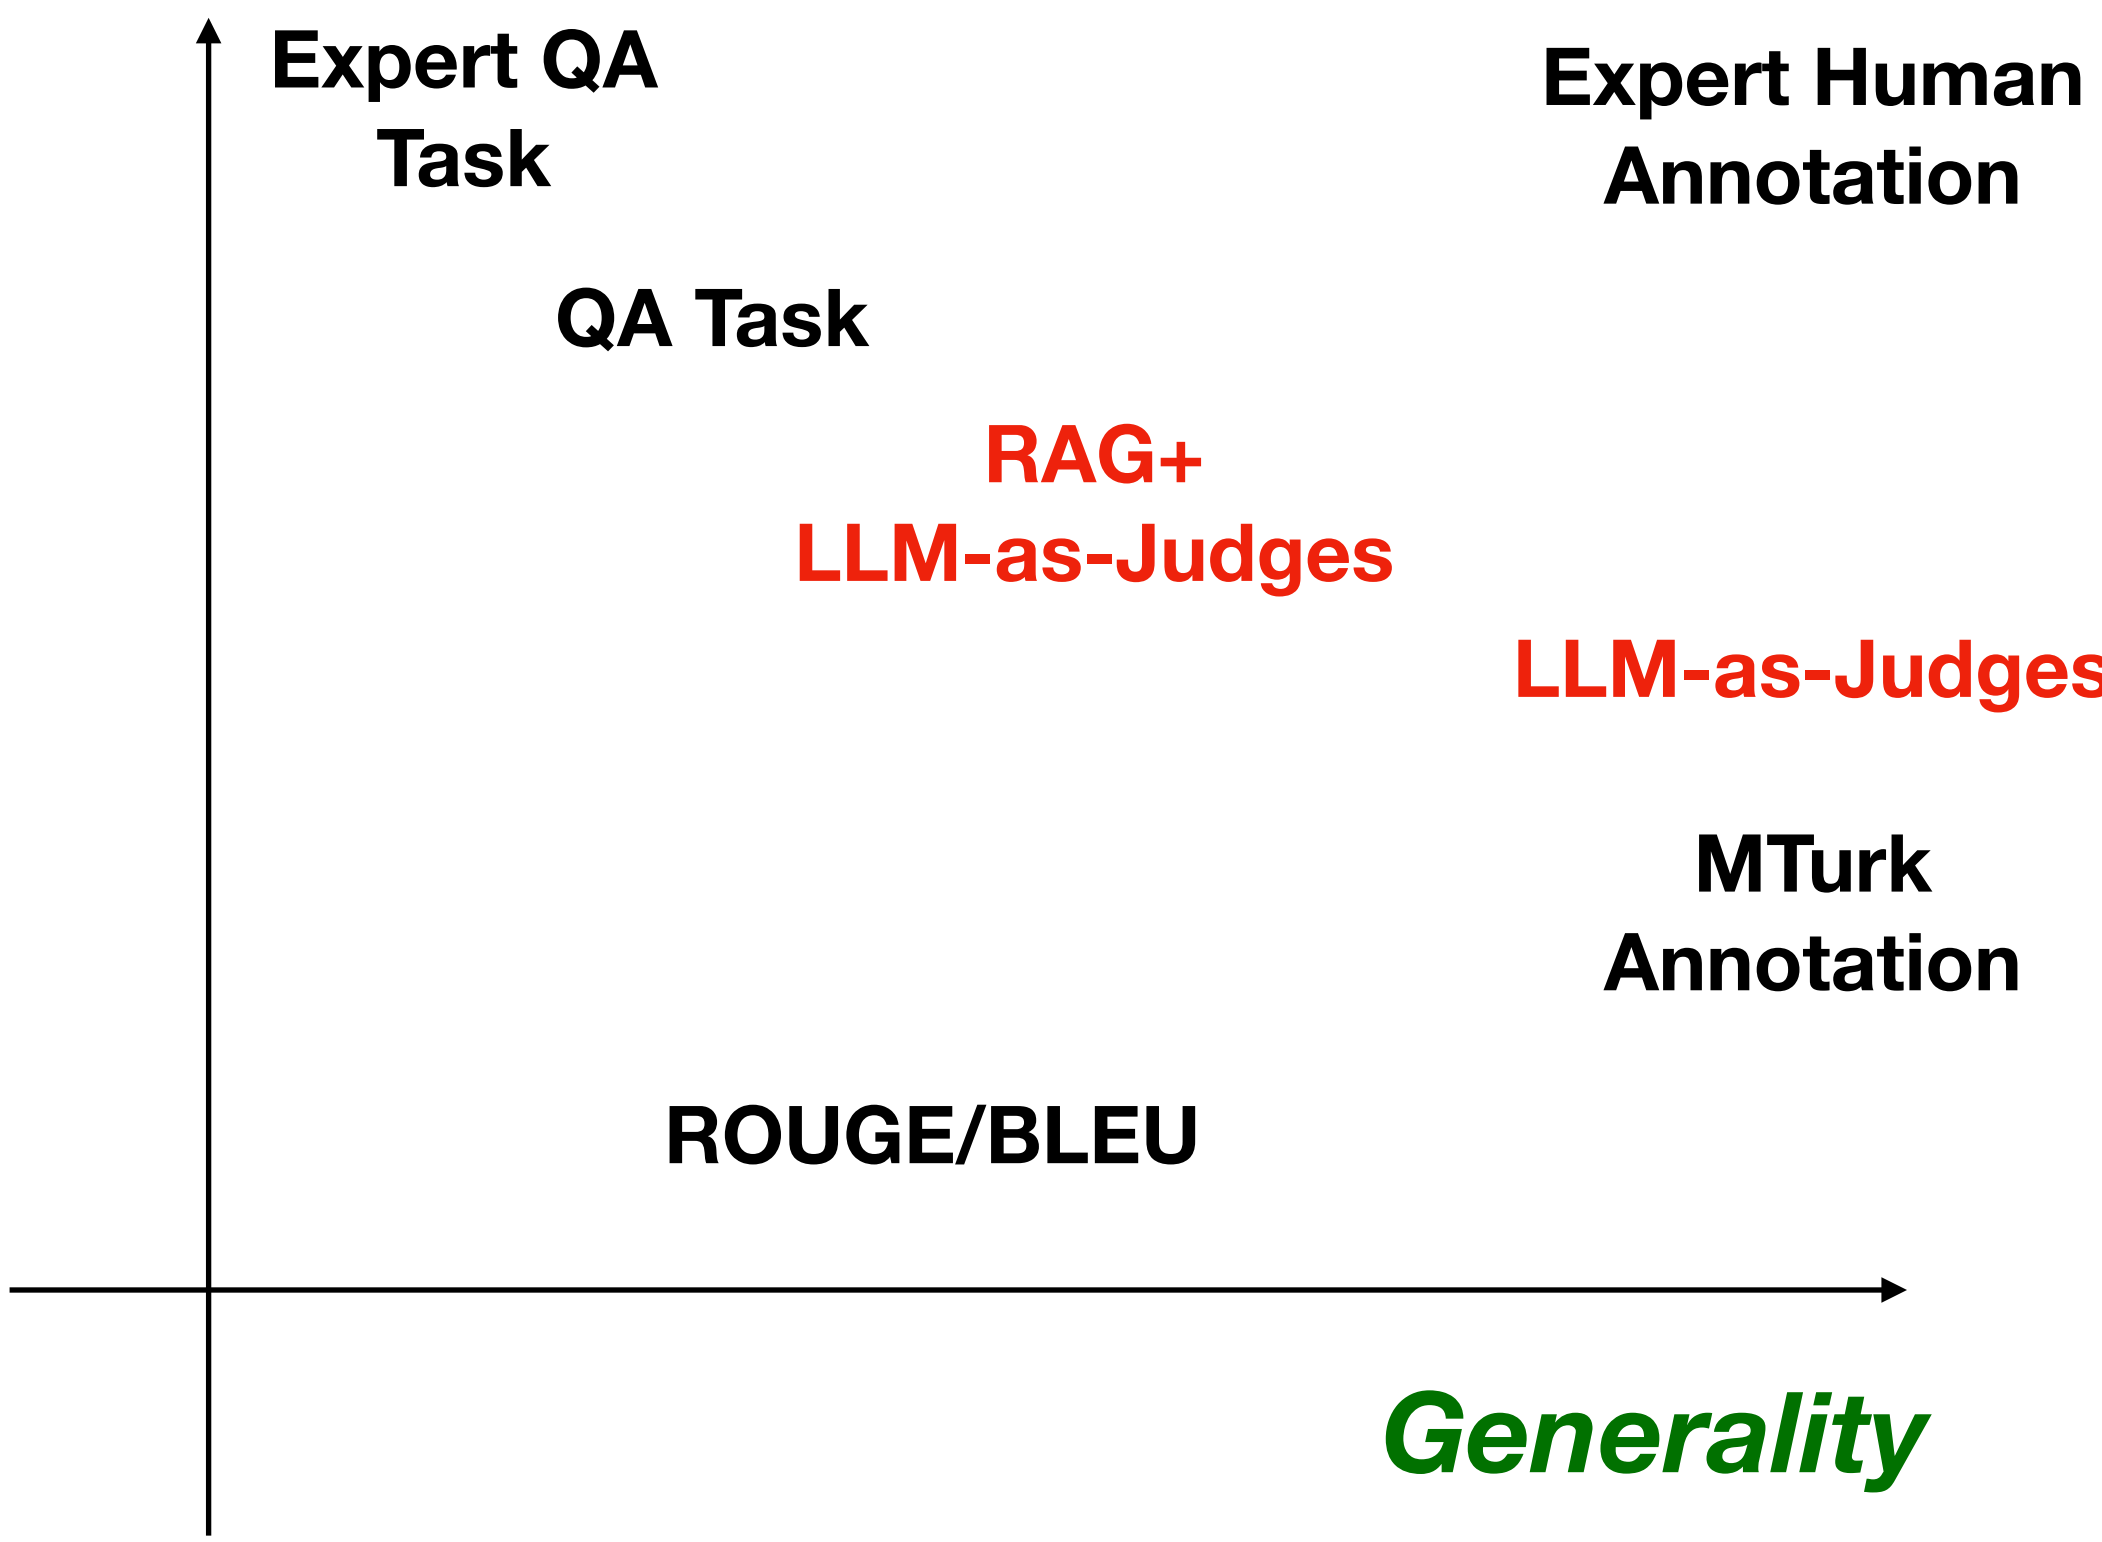 Expert QA
Task
Expert Human
Annotation
QA Task
RAG+
LLM-as-Judges
LLM-as-Judges
MTurk
Annotation
ROUGE/BLEU
Generality